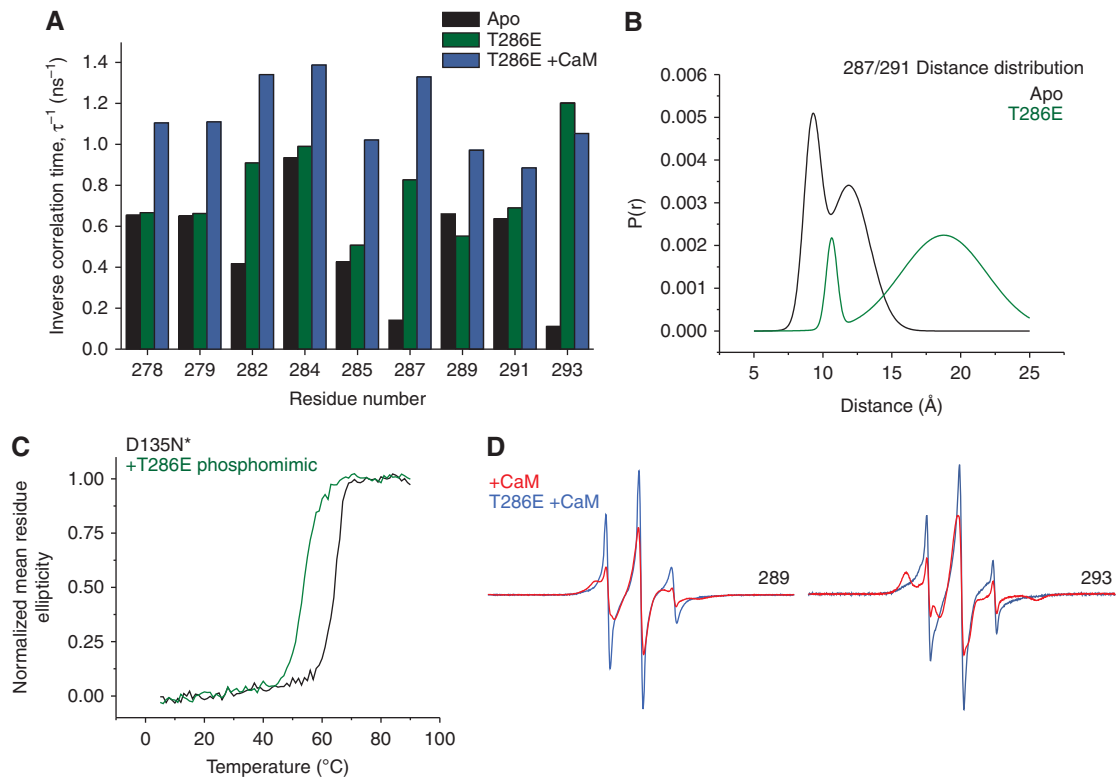 A
Apo
T286E
T286E +CaM
Inverse correlation time, τ⁻¹ (ns⁻¹)
1.4
1.2
1.0
0.8
0.6
0.4
0.2
0.0
278 279 282 284 285 287 289 291 293
Residue number
B
287/291 Distance distribution
Apo
T286E
P(r)
0.006
0.005
0.004
0.003
0.002
0.001
0.000
5 10 15 20 25
Distance (Å)
C
D135N*
+T286E phosphomimic
Normalized mean residue
ellipticity
1.00
0.75
0.50
0.25
0.00
0 20 40 60 80 100
Temperature (°C)
D
+CaM
T286E +CaM
289
293